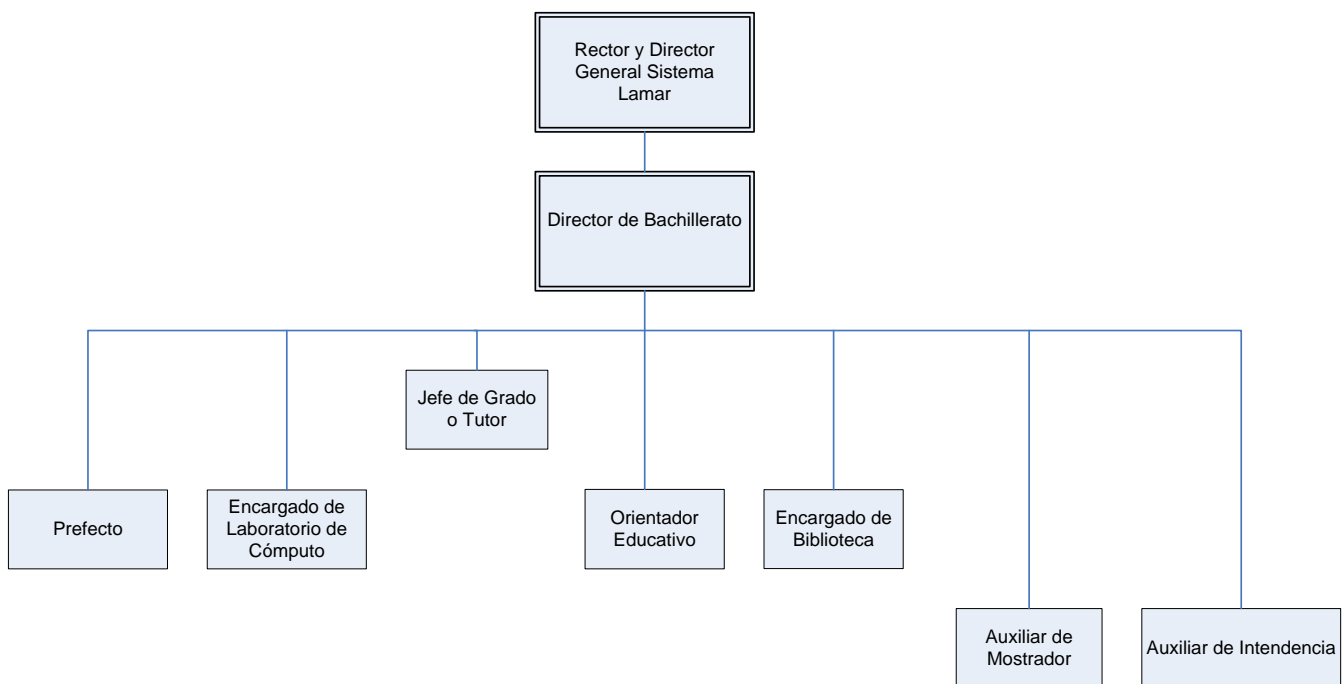 Rector y Director
General Sistema
Lamar
Director de Bachillerato
Jefe de Grado
o Tutor
Prefecto
Encargado de
Laboratorio de
Cómputo
Orientador
Educativo
Encargado de
Biblioteca
Auxiliar de
Mostrador
Auxiliar de Intendencia